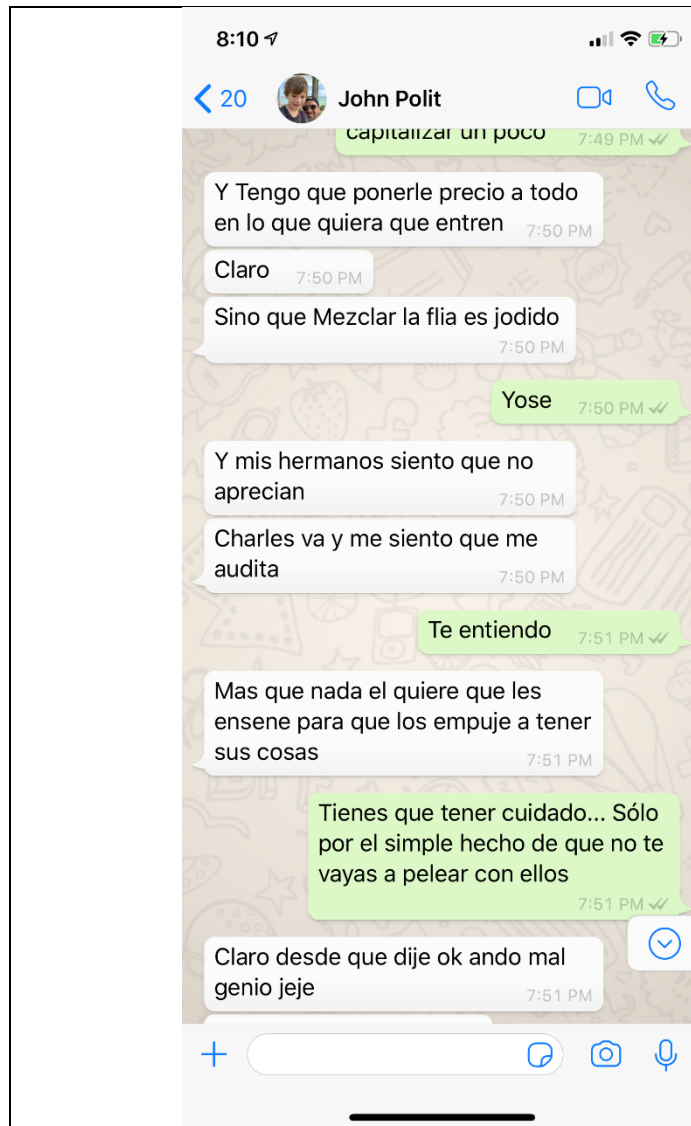 8:10
20
John Polit
capitalizar un poco 7:49 PM
Y Tengo que ponerle precio a todo
en lo que quiera que entren 7:50 PM
Claro 7:50 PM
Sino que Mezclar la flia es jodido
7:50 PM
Yose 7:50 PM
Y mis hermanos siento que no
aprecian 7:50 PM
Charles va y me siento que me
audita 7:50 PM
Te entiendo 7:51 PM
Mas que nada el quiere que les
ensene para que los empuje a tener
sus cosas 7:51 PM
Tienes que tener cuidado... Sólo
por el simple hecho de que no te
vayas a pelear con ellos
7:51 PM
Claro desde que dije ok ando mal
genio jeje 7:51 PM